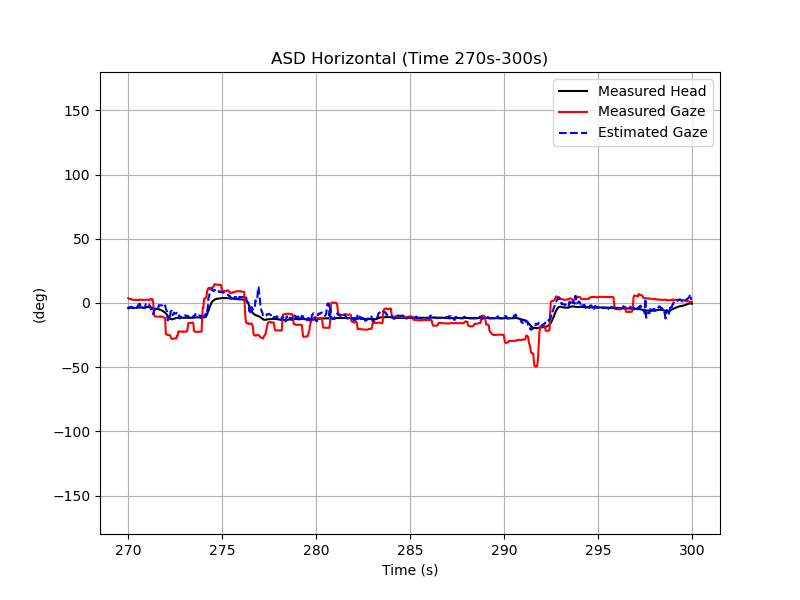 ASD Horizontal (Time 270s-300s)
Measured Head
Measured Gaze
Estimated Gaze
150
100
50
0
−50
−100
−150
(deg)
270
275
280
285
290
295
300
Time (s)